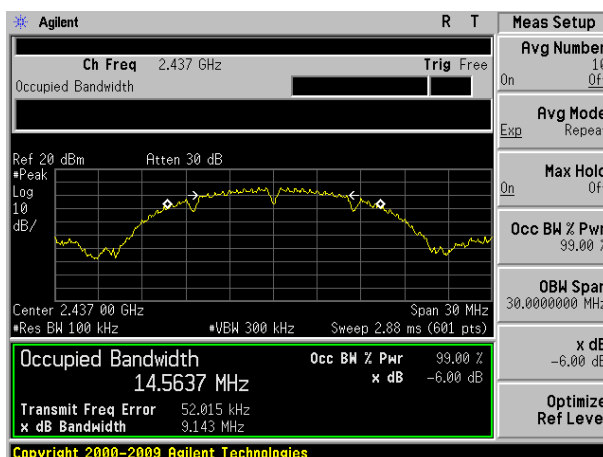 Agilent R T
Meas Setup
Ch Freq 2.437 GHz Trig Free
Occupied Bandwidth
Avg Number
10
On Of
Avg Mode
Exp Repea
Max Hold
On Of
Occ BW % Pwr
99.00 %
OBW Span
30.0000000 MHz
x dB
-6.00 dB
Optimize
Ref Leve
Ref 20 dBm Atten 30 dB
#Peak
Log
10
dB/
Center 2.437 00 GHz Span 30 MHz
#Res BW 100 kHz #VBW 300 kHz Sweep 2.88 ms (601 pts)
Occupied Bandwidth Occ BW % Pwr 99.00 %
14.5637 MHz x dB -6.00 dB
Transmit Freq Error 52.015 kHz
x dB Bandwidth 9.143 MHz
Copyright 2000-2009 Agilent Technologies